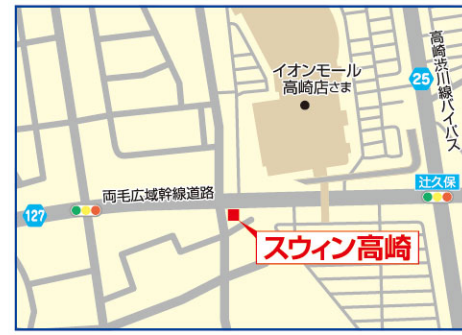 イオンモール
高崎店さま
高崎渋川線バイパス
25
辻久保
両毛広域幹線道路
127
スウィン高崎